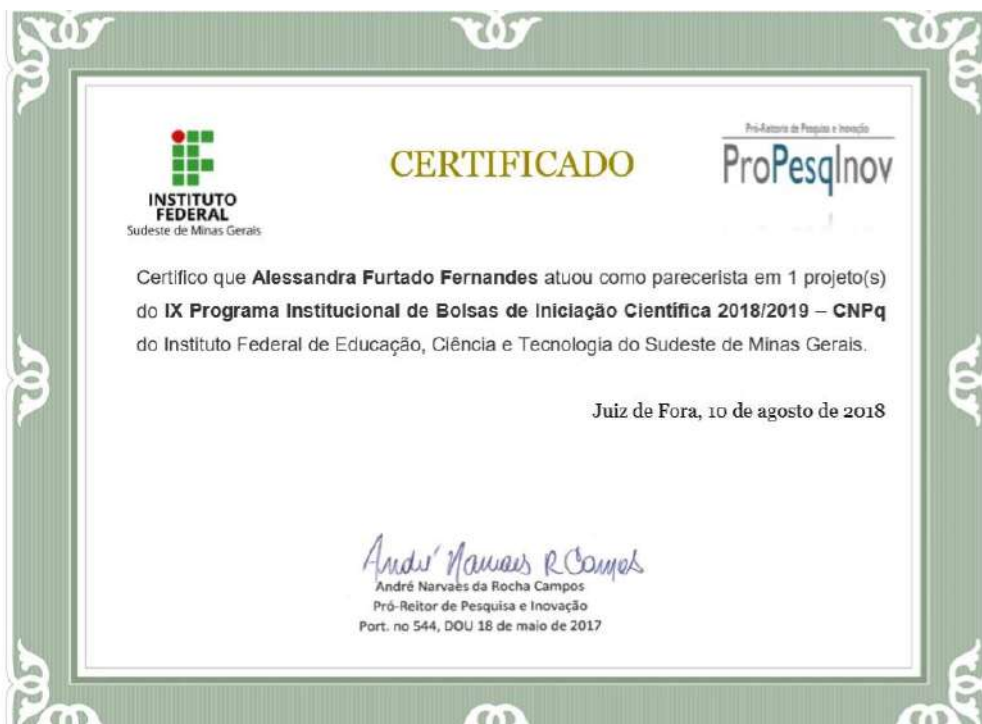 INSTITUTO
FEDERAL
Sudeste de Minas Gerais
CERTIFICADO
Pró-Reitoria de Pesquisa e Inovação
ProPesqInov
Certifico que Alessandra Furtado Fernandes atuou como parecerista em 1 projeto(s)
do IX Programa Institucional de Bolsas de Iniciação Científica 2018/2019 – CNPq
do Instituto Federal de Educação, Ciência e Tecnologia do Sudeste de Minas Gerais.
Juiz de Fora, 10 de agosto de 2018
André Narvaes R Campos
André Narvaes da Rocha Campos
Pró-Reitor de Pesquisa e Inovação
Port. no 544, DOU 18 de maio de 2017